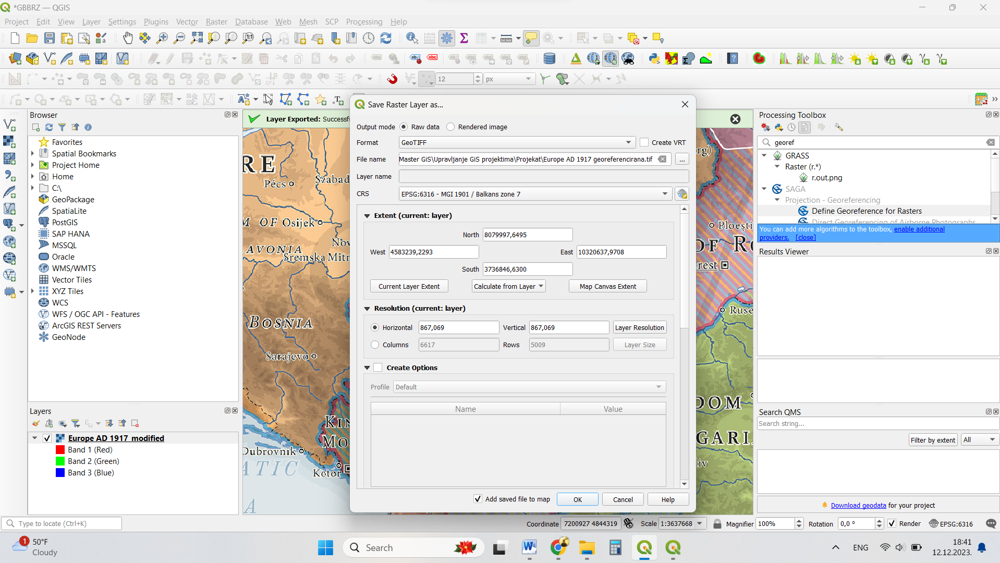 *GBBRZ — QGIS
Project Edit View Layer Settings Plugins Vector Raster Database Web Mesh SCP Processing Help
12 px
Browser
Favorites
Spatial Bookmarks
Project Home
Home
C:\
GeoPackage
SpatiaLite
PostGIS
SAP HANA
MSSQL
Oracle
WMS/WMTS
Vector Tiles
XYZ Tiles
WCS
WFS / OGC API - Features
ArcGIS REST Servers
GeoNode
Layers
Europe AD 1917_modified
Band 1 (Red)
Band 2 (Green)
Band 3 (Blue)
Layer Exported: Successfu
RE
Pécs
Szabad
M OF Osijek
AVONIA
Nov
Sremska Mitr
BOSNIA
Sarajevo
KIN
MO
Dubrovnik
ATIC
Kotor
A
Save Raster Layer as...
Output mode Raw data Rendered image
Format GeoTIFF Create VRT
File name Master GiS\Upravljanje GiS projektima\Projekat\Europe AD 1917 georeferencirana.tif ...
Layer name
CRS EPSG:6316 - MGI 1901 / Balkans zone 7
Extent (current: layer)
North 8079997,6495
West 4583239,2293 East 10320637,9708
South 3736846,6300
Current Layer Extent Calculate from Layer Map Canvas Extent
Resolution (current: layer)
Horizontal 867,069 Vertical 867,069 Layer Resolution
Columns 6617 Rows 5009 Layer Size
Create Options
Profile Default
Name Value
Add saved file to map OK Cancel Help
rg)
Ploești
OF RO
rest
Ruse
DOM
GARI
iv
Processing Toolbox
georef
GRASS
Raster (r.*)
r.out.png
SAGA
Projection - Georeferencing
Define Georeference for Rasters
Direct Georeferencing of Airborne Photographs
You can add more algorithms to the toolbox, enable additional
providers. [close]
Results Viewer
Search QMS
Search string...
Filter by extent All
Download geodata for your project
Type to locate (Ctrl+K)
Coordinate 7200927 4844319 Scale 1:3637668 Magnifier 100% Rotation 0,0 ° Render EPSG:6316
1
50°F
Cloudy
Search
ENG
18:41
12.12.2023.